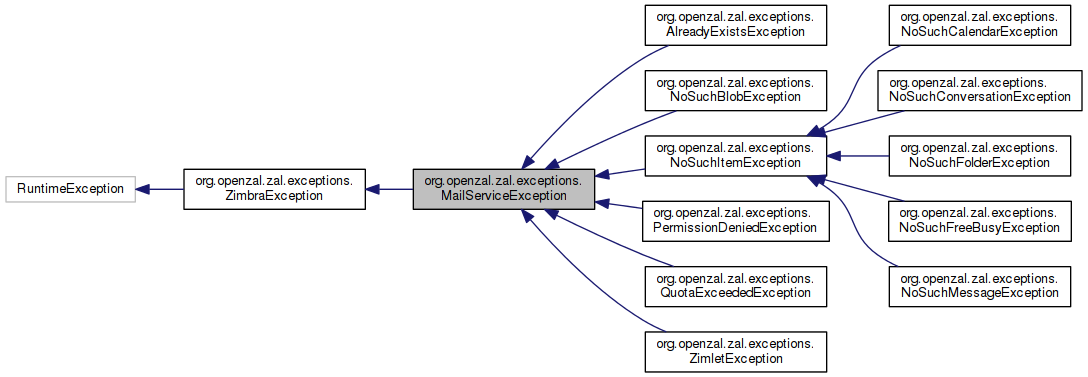 RuntimeException
org.openzal.zal.exceptions.
ZimbraException
org.openzal.zal.exceptions.
MailServiceException
org.openzal.zal.exceptions.
AlreadyExistsException
org.openzal.zal.exceptions.
NoSuchBlobException
org.openzal.zal.exceptions.
NoSuchItemException
org.openzal.zal.exceptions.
PermissionDeniedException
org.openzal.zal.exceptions.
QuotaExceededException
org.openzal.zal.exceptions.
ZimletException
org.openzal.zal.exceptions.
NoSuchCalendarException
org.openzal.zal.exceptions.
NoSuchConversationException
org.openzal.zal.exceptions.
NoSuchFolderException
org.openzal.zal.exceptions.
NoSuchFreeBusyException
org.openzal.zal.exceptions.
NoSuchMessageException